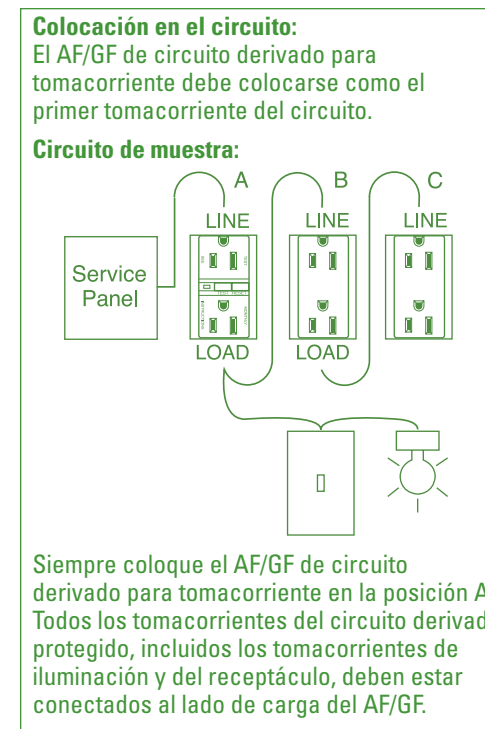 Colocación en el circuito:
El AF/GF de circuito derivado para
tomacorriente debe colocarse como el
primer tomacorriente del circuito.
Circuito de muestra:
A B C
LINE LINE LINE
Service
Panel
LOAD LOAD
Siempre coloque el AF/GF de circuito
derivado para tomacorriente en la posición A
Todos los tomacorrientes del circuito derivad
protegido, incluidos los tomacorrientes de
iluminación y del receptáculo, deben estar
conectados al lado de carga del AF/GF.